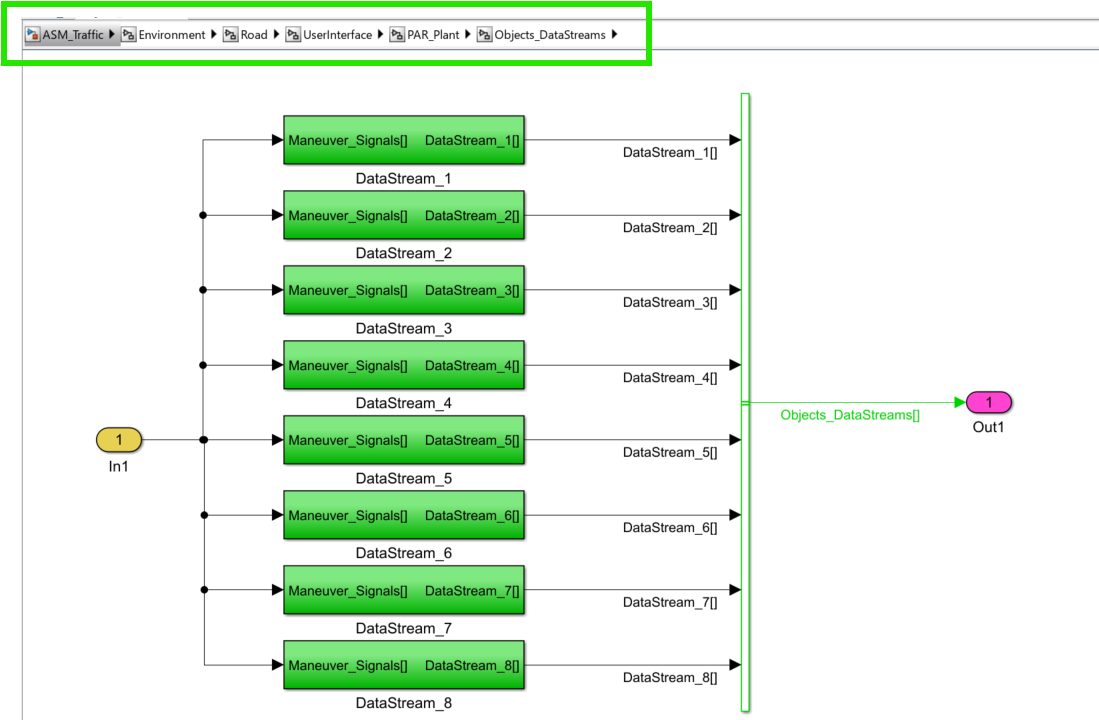 ASM_Traffic Environment Road UserInterface PAR_Plant Objects_DataStreams
Maneuver_Signals[] DataStream_1[]
DataStream_1[]
DataStream_1
Maneuver_Signals[] DataStream_2[]
DataStream_2[]
DataStream_2
Maneuver_Signals[] DataStream_3[]
DataStream_3[]
DataStream_3
Maneuver_Signals[] DataStream_4[]
DataStream_4[]
DataStream_4
1
Objects_DataStreams[]
Out1
1
In1
Maneuver_Signals[] DataStream_5[]
DataStream_5[]
DataStream_5
Maneuver_Signals[] DataStream_6[]
DataStream_6[]
DataStream_6
Maneuver_Signals[] DataStream_7[]
DataStream_7[]
DataStream_7
Maneuver_Signals[] DataStream_8[]
DataStream_8[]
DataStream_8